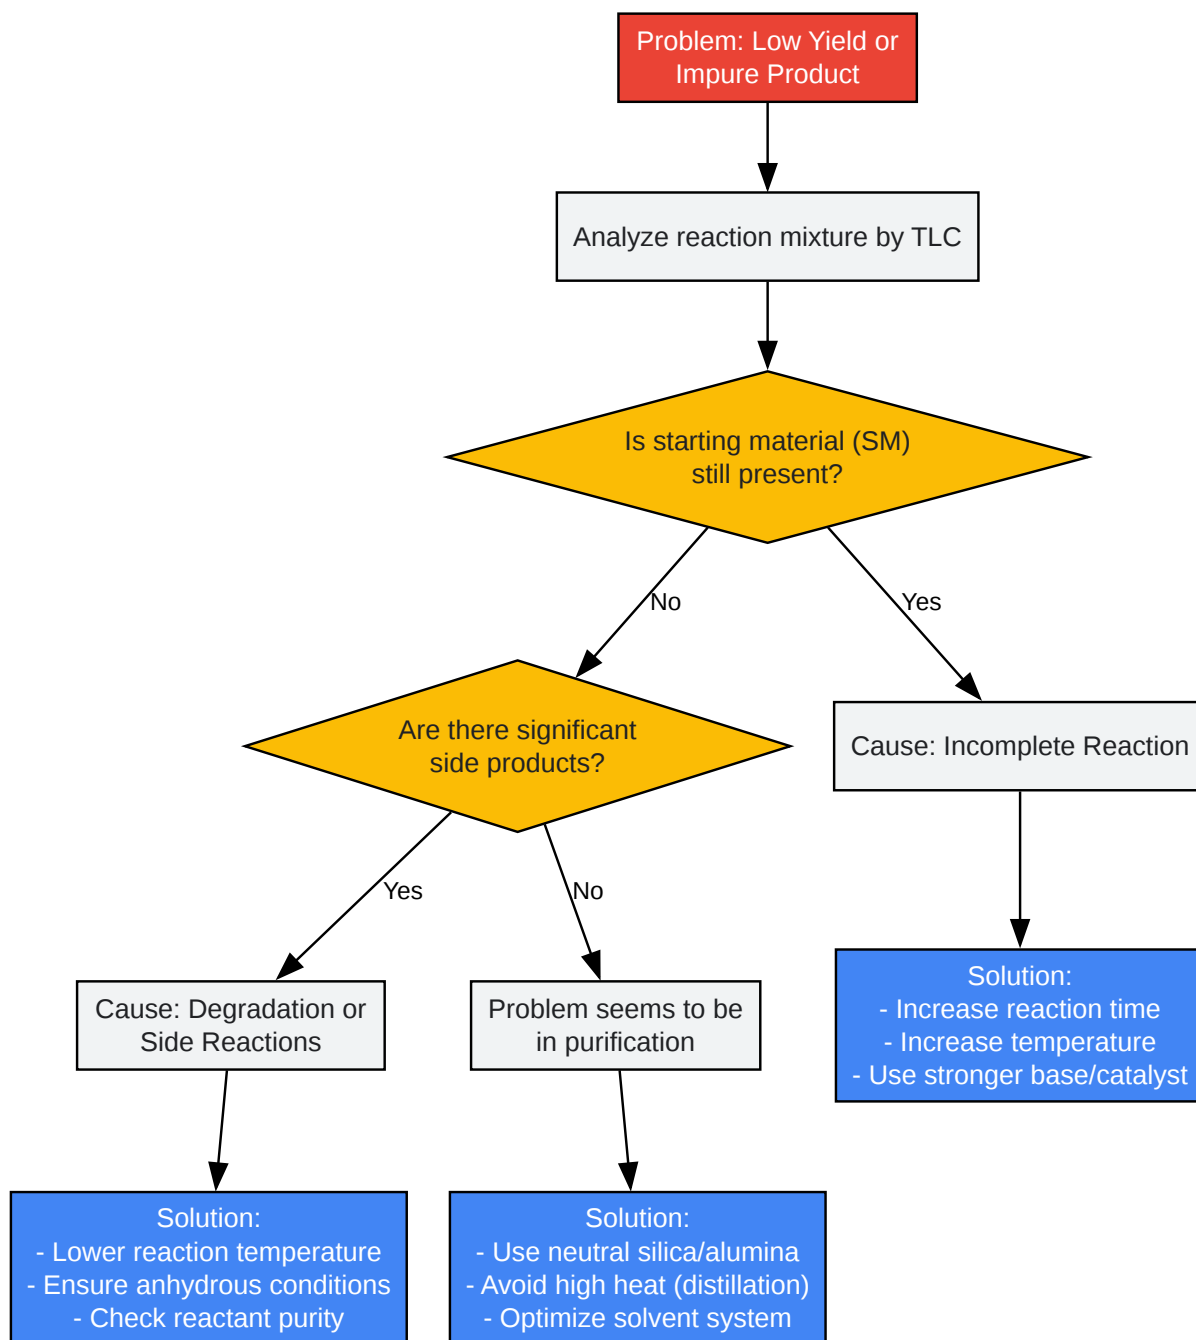 Problem: Low Yield or
Impure Product
Analyze reaction mixture by TLC
Is starting material (SM)
still present?
No
Yes
Are there significant
side products?
Cause: Incomplete Reaction
Yes
No
Cause: Degradation or
Side Reactions
Problem seems to be
in purification
Solution:
- Increase reaction time
- Increase temperature
- Use stronger base/catalyst
Solution:
- Lower reaction temperature
- Ensure anhydrous conditions
- Check reactant purity
Solution:
- Use neutral silica/alumina
- Avoid high heat (distillation)
- Optimize solvent system